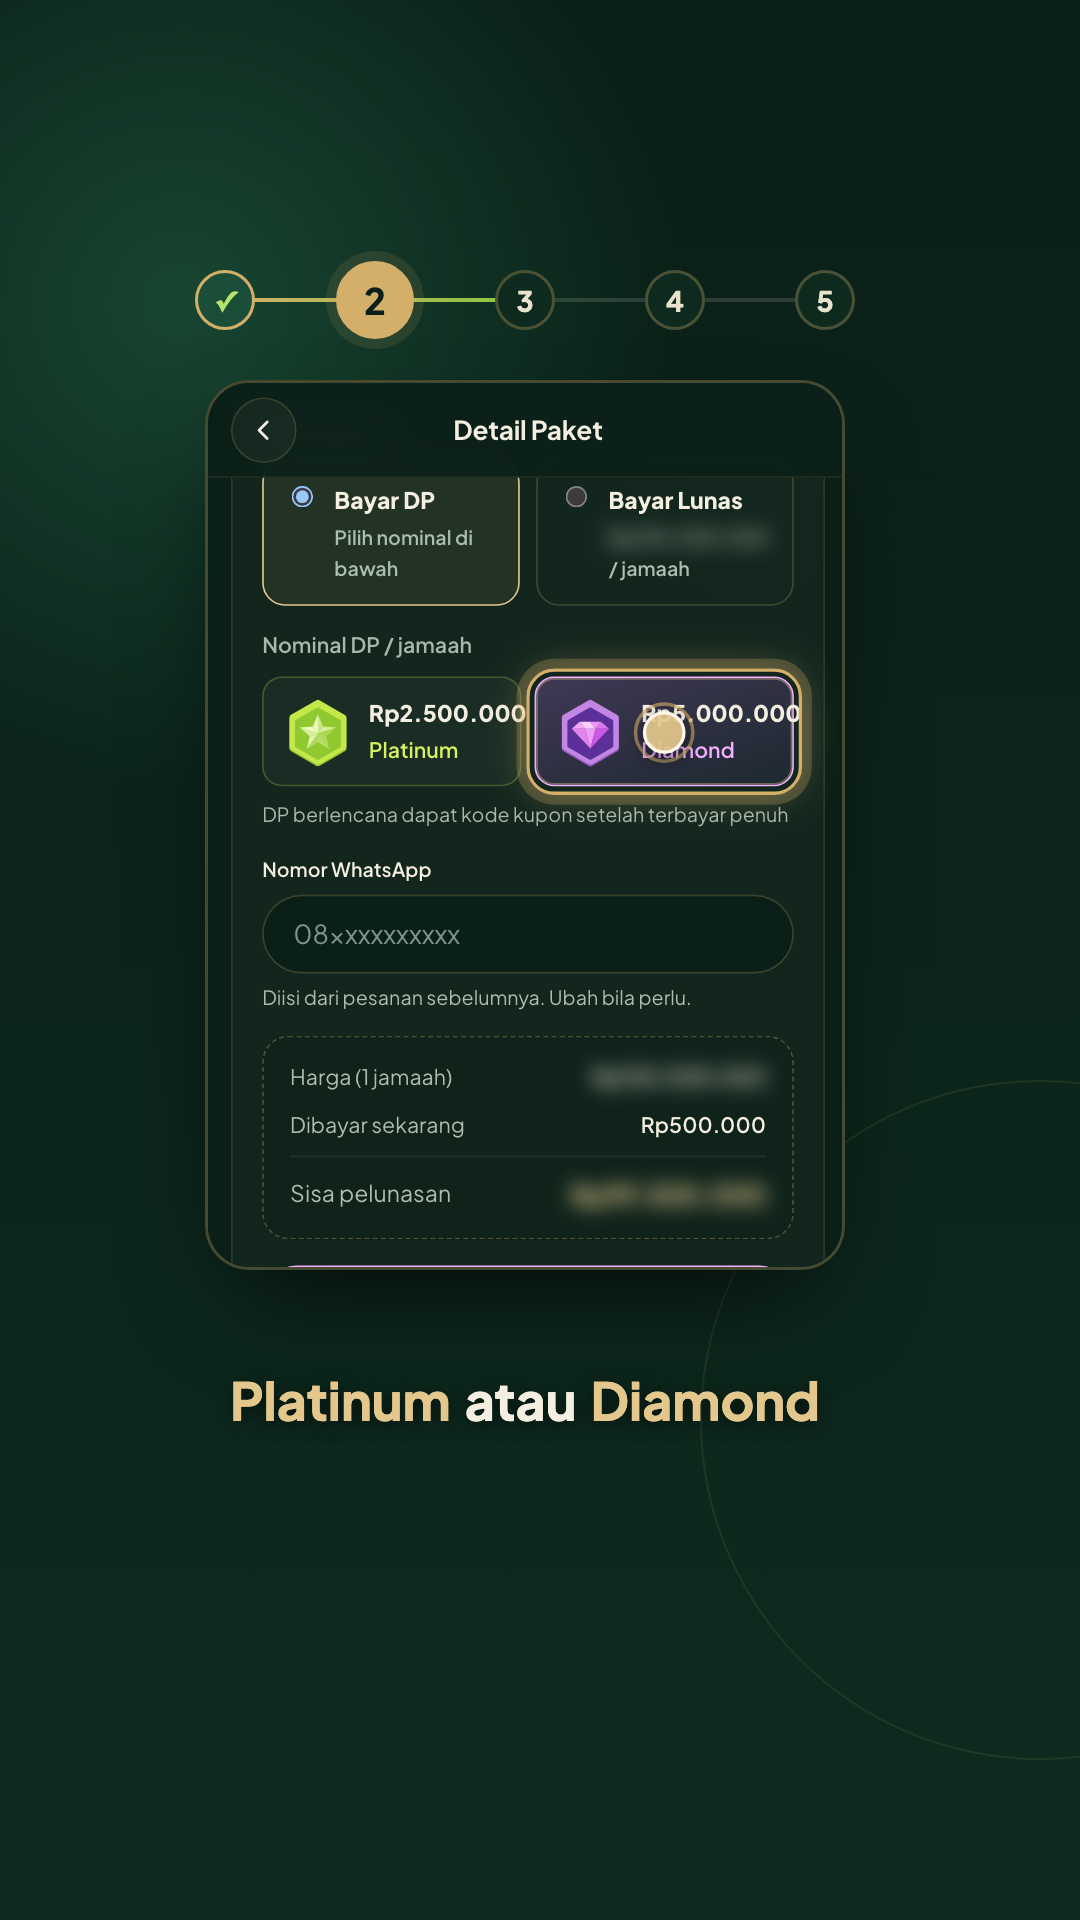 ✓ 2 3 4 5
Detail Paket
Bayar DP
Pilih nominal di
bawah
Bayar Lunas
/ jamaah
Nominal DP / jamaah
Rp2.500.000
Platinum
Rp5.000.000
Diamond
DP berlencana dapat kode kupon setelah terbayar penuh
Nomor WhatsApp
08xxxxxxxxxx
Diisi dari pesanan sebelumnya. Ubah bila perlu.
Harga (1 jamaah)
Dibayar sekarang Rp500.000
Sisa pelunasan
Platinum atau Diamond